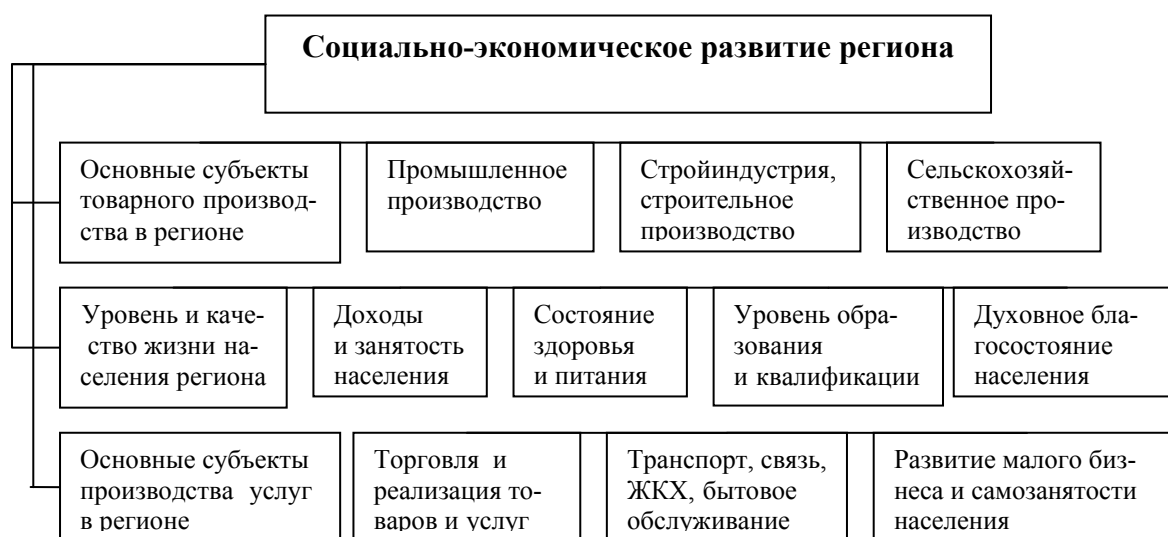 Социально-экономическое развитие региона
Основные субъекты
товарного производ-
ства в регионе
Промышленное
производство
Стройиндустрия,
строительное
производство
Сельскохозяй-
ственное про-
изводство
Уровень и каче-
ство жизни на-
селения региона
Доходы
и занятость
населения
Состояние
здоровья
и питания
Уровень обра-
зования
и квалификации
Духовное бла-
госостояние
населения
Основные субъекты
производства услуг
в регионе
Торговля и
реализация то-
варов и услуг
Транспорт, связь,
ЖКХ, бытовое
обслуживание
Развитие малого биз-
неса и самозанятости
населения